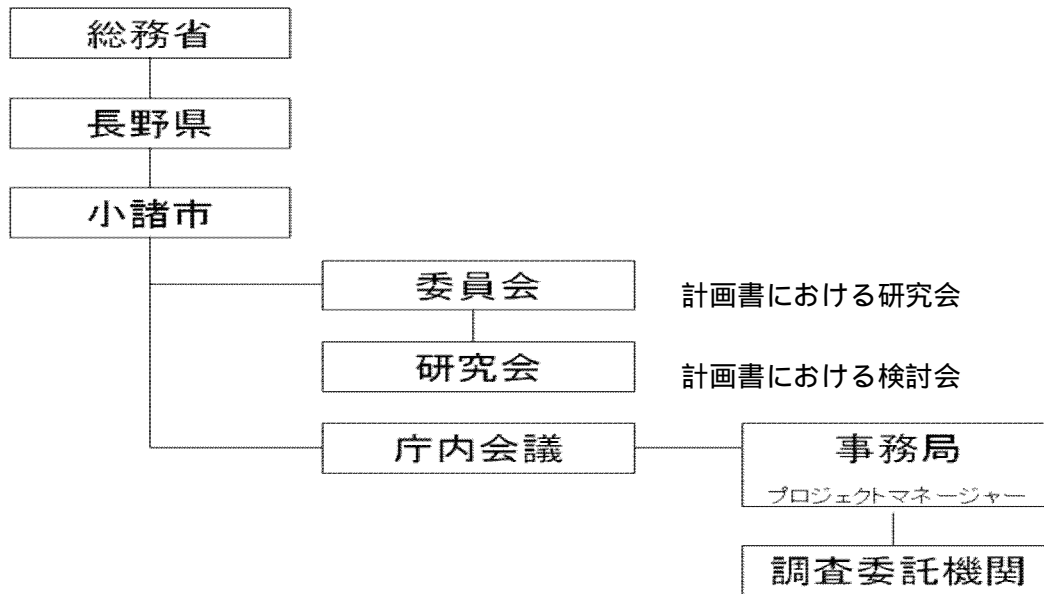 総務省
長野県
小諸市
委員会
計画書における研究会
研究会
計画書における検討会
庁内会議
事務局
プロジェクトマネージャー
調査委託機関